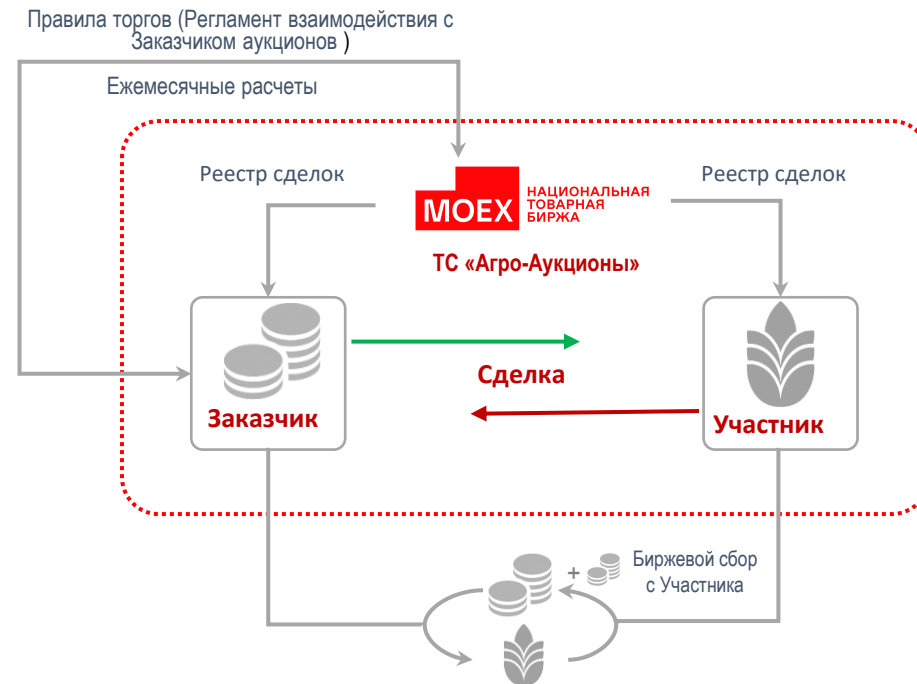 Правила торгов (Регламент взаимодействия с
Заказчиком аукционов )
Ежемесячные расчеты
Реестр сделок
Реестр сделок
MOEX
НАЦИОНАЛЬНАЯ
ТОВАРНАЯ
БИРЖА
ТС «Агро-Аукционы»
Сделка
Заказчик
Участник
+
Биржевой сбор
с Участника